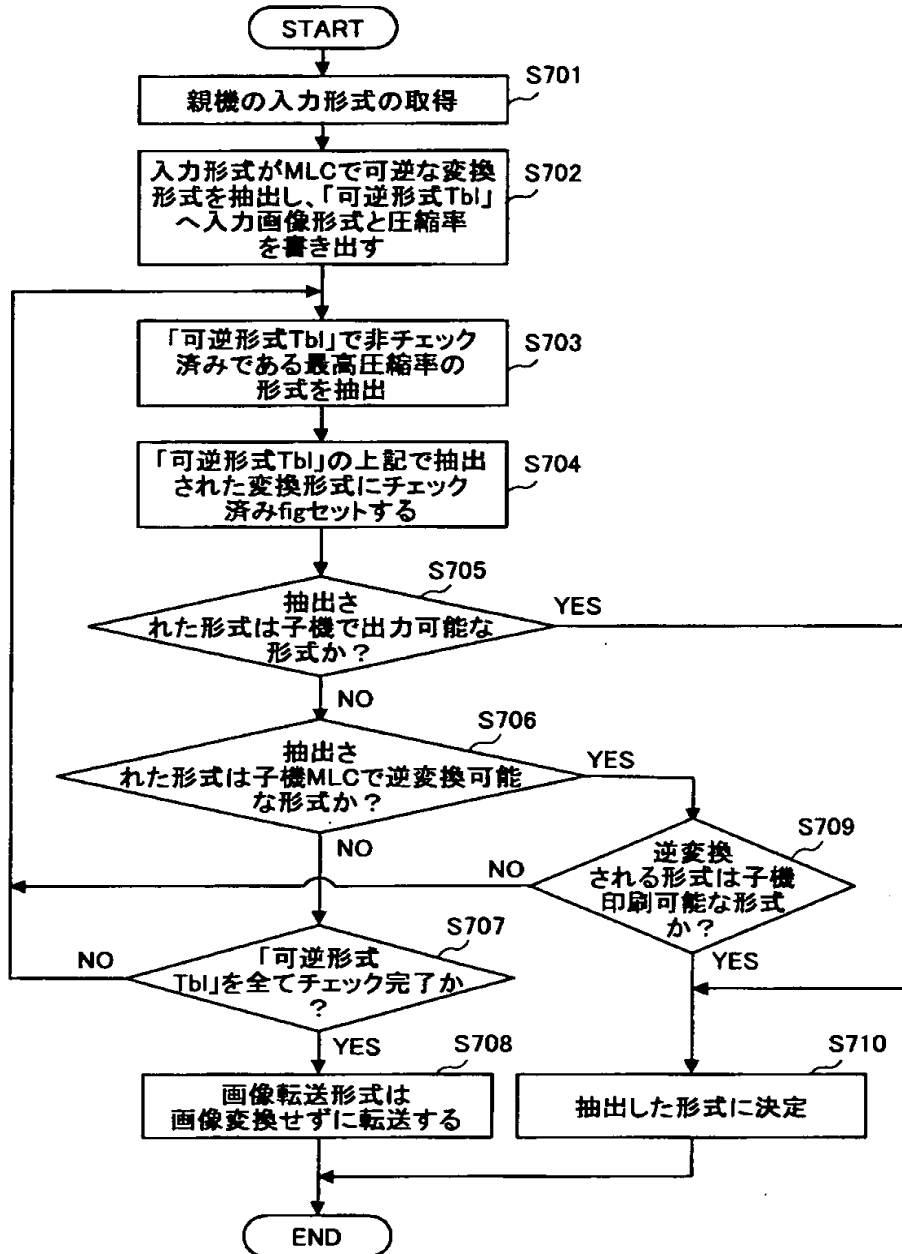 START
S701
親機の入力形式の取得
S702
入力形式がMLCで可逆な変換
形式を抽出し、「可逆形式Tbl」
へ入力画像形式と圧縮率
を書き出す
S703
「可逆形式Tbl」で非チェック
済みである最高圧縮率の
形式を抽出
S704
「可逆形式Tbl」の上記で抽出
された変換形式にチェック
済みfigセットする
S705
抽出さ
れた形式は子機で出力可能な
形式か？
YES
NO
S706
抽出さ
れた形式は子機MLCで逆変換可能
な形式か？
YES
NO
S709
逆変換
される形式は子機
印刷可能な形式
か？
NO
YES
S707
「可逆形式
Tbl」を全てチェック完了か
？
NO
YES
S708
画像転送形式は
画像変換せずに転送する
S710
抽出した形式に決定
END